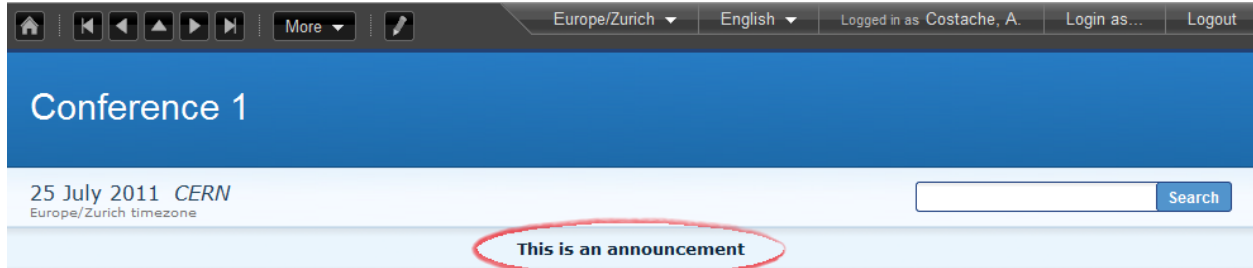 More Europe/Zurich English Logged in as Costache, A. Login as... Logout
Conference 1
25 July 2011 CERN
Europe/Zurich timezone
Search
This is an announcement